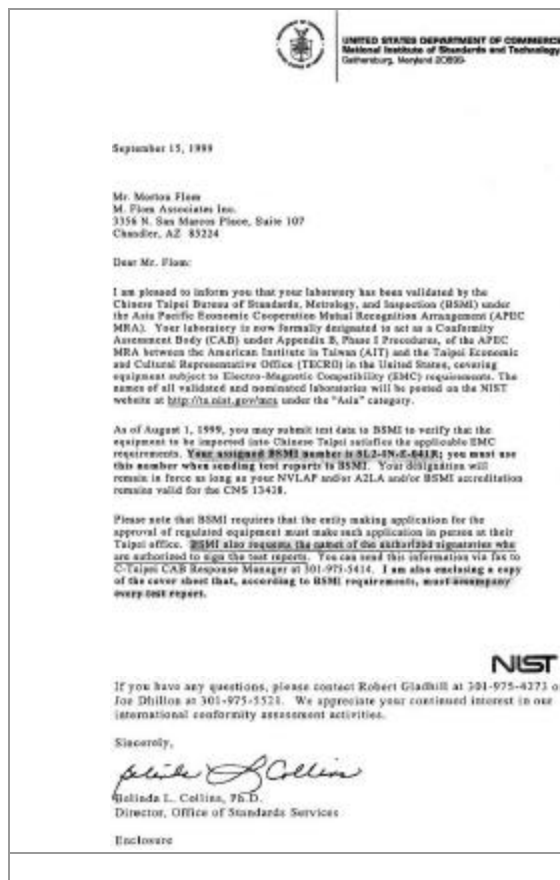 UNITED STATES DEPARTMENT OF COMMERCE
National Institute of Standards and Technology
Gaithersburg, Maryland 20899-
September 15, 1999
Mr. Morton Flom
M. Flom Associates Inc.
3356 N. San Marcos Place, Suite 107
Chandler, AZ 85224
Dear Mr. Flom:
I am pleased to inform you that your laboratory has been validated by the
Chinese Taipei Bureau of Standards, Metrology, and Inspection (BSMI) under
the Asia Pacific Economic Cooperation Mutual Recognition Arrangement (APEC
MRA). Your laboratory is now formally designated to act as a Conformity
Assessment Body (CAB) under Appendix B, Phase I Procedures, of the APEC
MRA between the American Institute in Taiwan (AIT) and the Taipei Economic
and Cultural Representative Office (TECRO) in the United States, covering
equipment subject to Electro-Magnetic Compatibility (EMC) requirements. The
names of all validated and nominated laboratories will be posted on the NIST
website at http://ts.nist.gov/mra under the "Asia" category.
As of August 1, 1999, you may submit test data to BSMI to verify that the
equipment to be imported into Chinese Taipei satisfies the applicable EMC
requirements. Your assigned BSMI number is SL2-IN-E-041R; you must use
this number when sending test reports to BSMI. Your designation will
remain in force as long as your NVLAP and/or A2LA and/or BSMI accreditation
remains valid for the CNS 13438.
Please note that BSMI requires that the entity making application for the
approval of regulated equipment must make such application in person at their
Taipei office. BSMI also requests the names of the authorized signatories who
are authorized to sign the test reports. You can send this information via fax to
C-Taipei CAB Response Manager at 301-975-5414. I am also enclosing a copy
of the cover sheet that, according to BSMI requirements, must accompany
every test report.
NIST
If you have any questions, please contact Robert Gladhill at 301-975-4273 or
Joe Dhillon at 301-975-5521. We appreciate your continued interest in our
international conformity assessment activities.
Sincerely,
Belinda L. Collins
Belinda L. Collins, Ph.D.
Director, Office of Standards Services
Enclosure